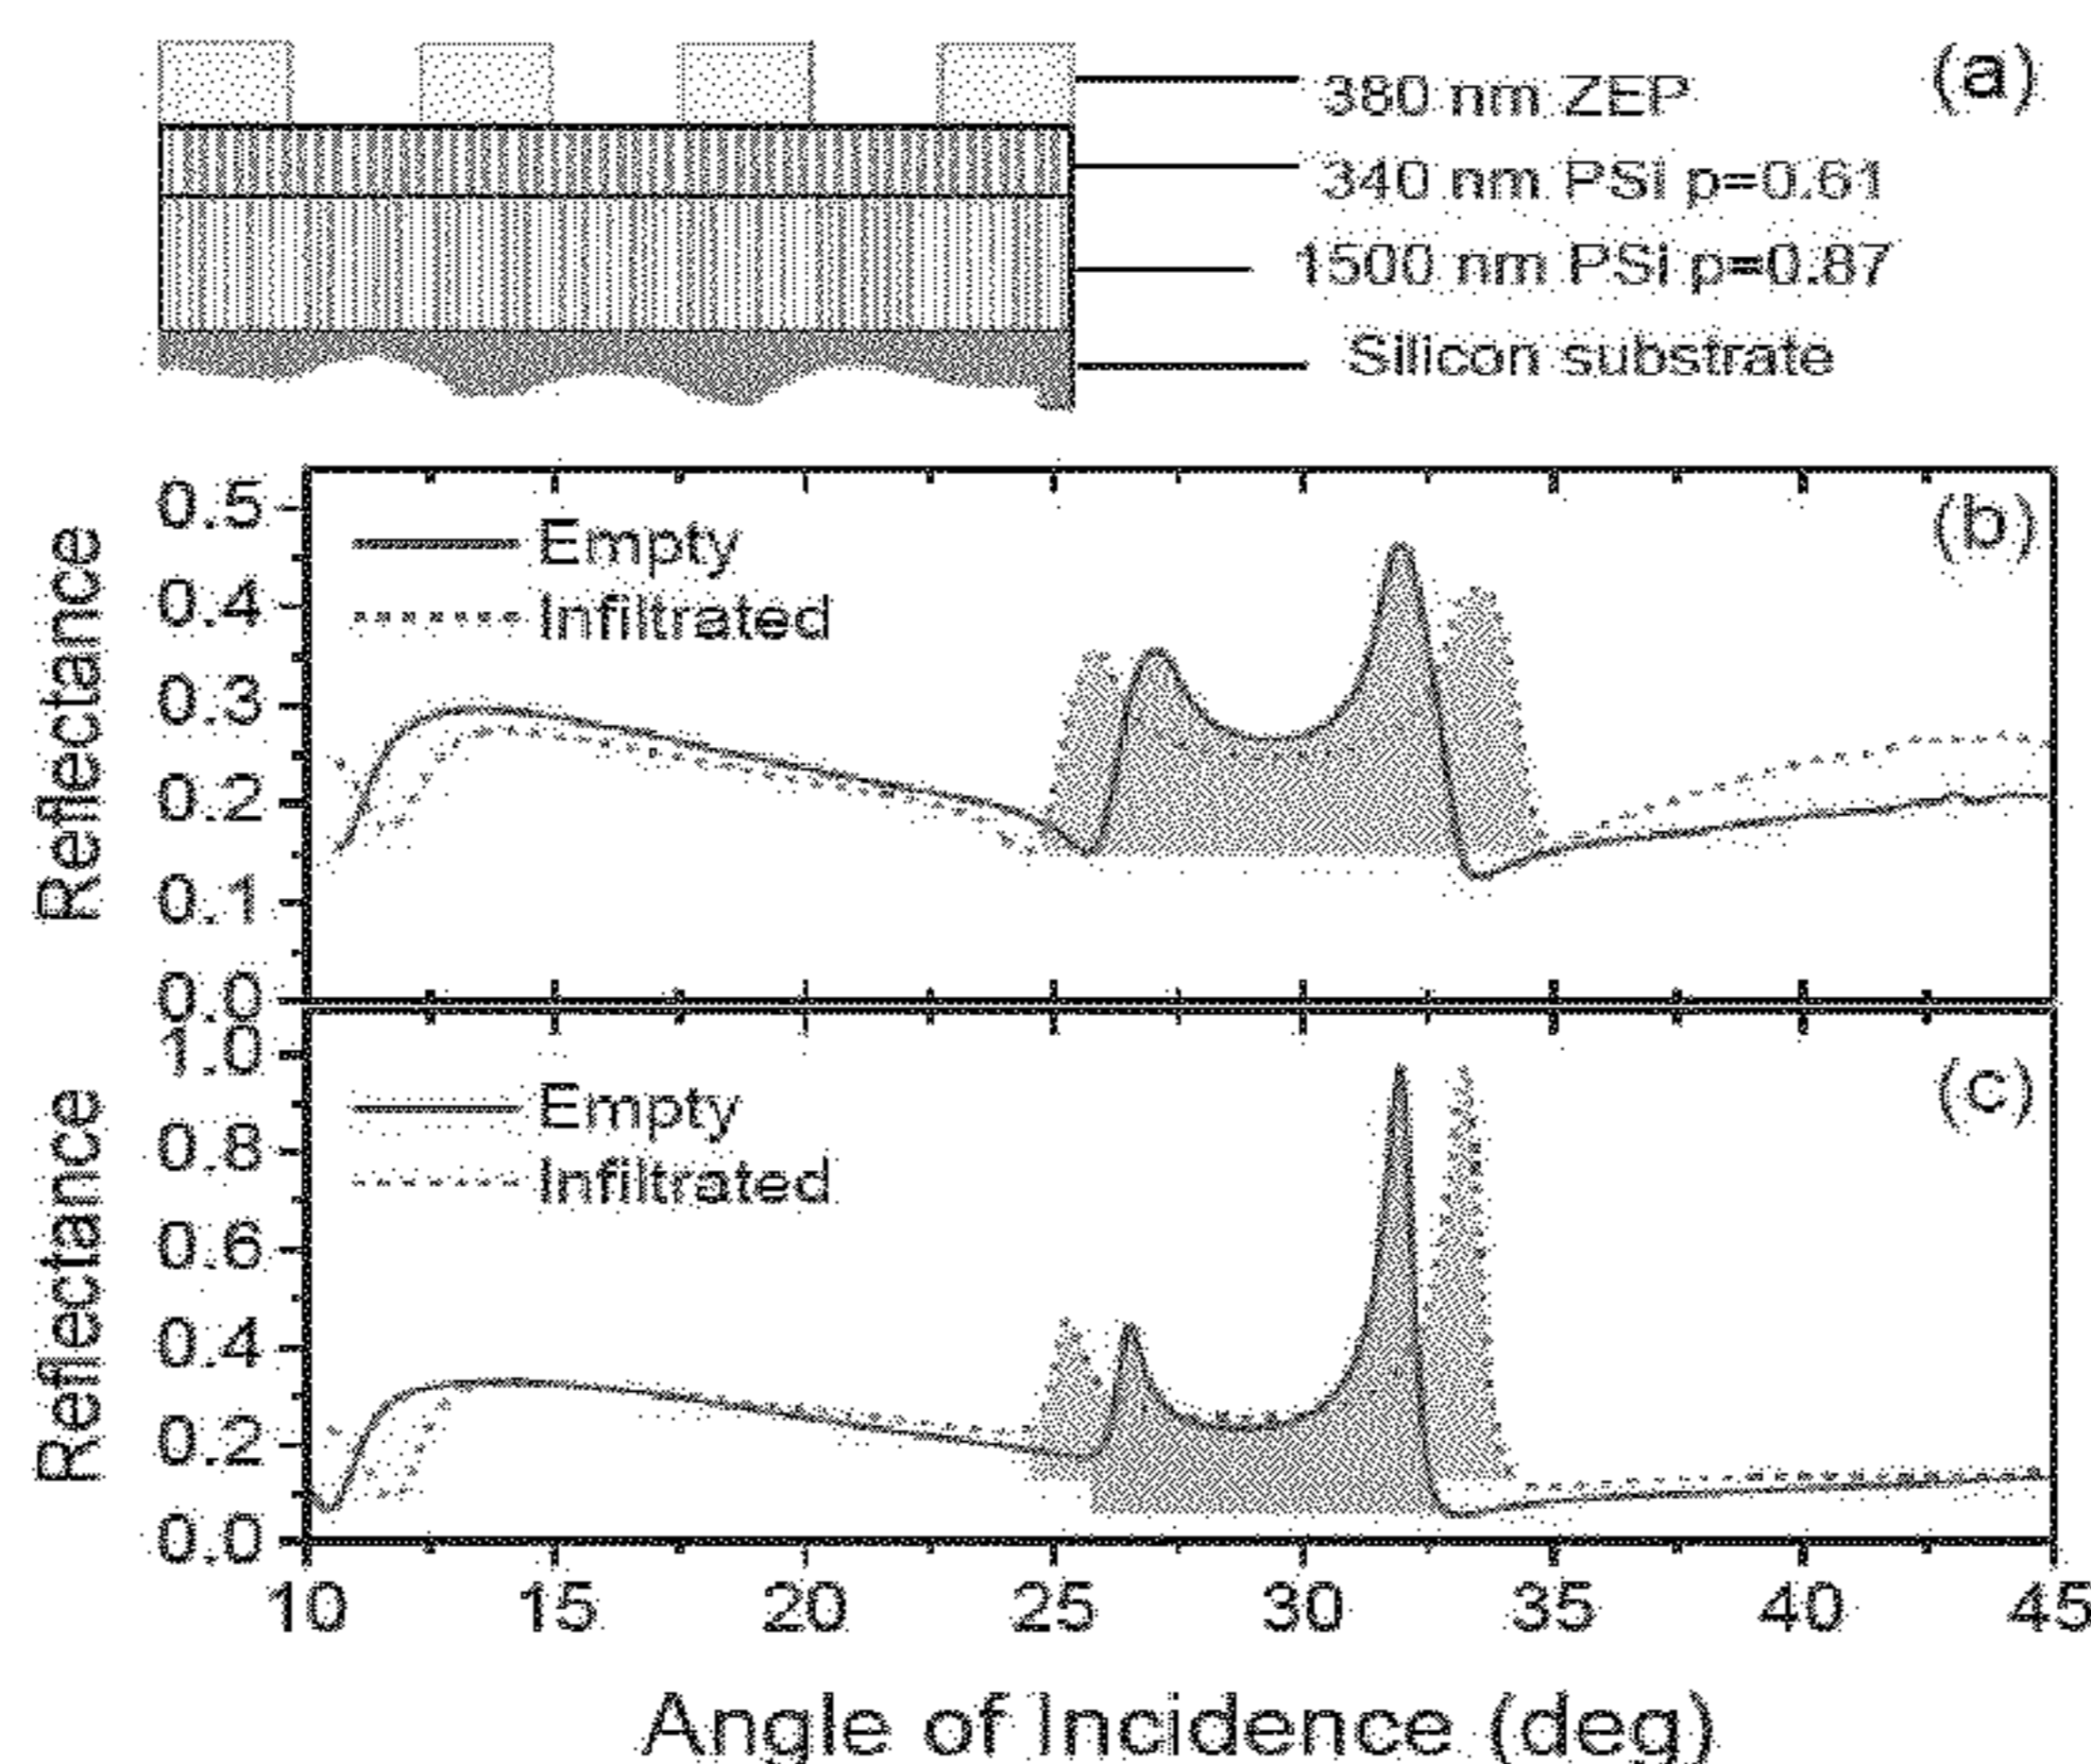 (a)
380 nm ZEP
340 nm PSi p=0.61
1500 nm PSi p=0.87
Silicon substrate
(b)
Empty
Infiltrated
Reflectance
0.5
0.4
0.3
0.2
0.1
0.0
(c)
Empty
Infiltrated
Reflectance
1.0
0.8
0.6
0.4
0.2
0.0
10 15 20 25 30 35 40 45
Angle of Incidence (deg)